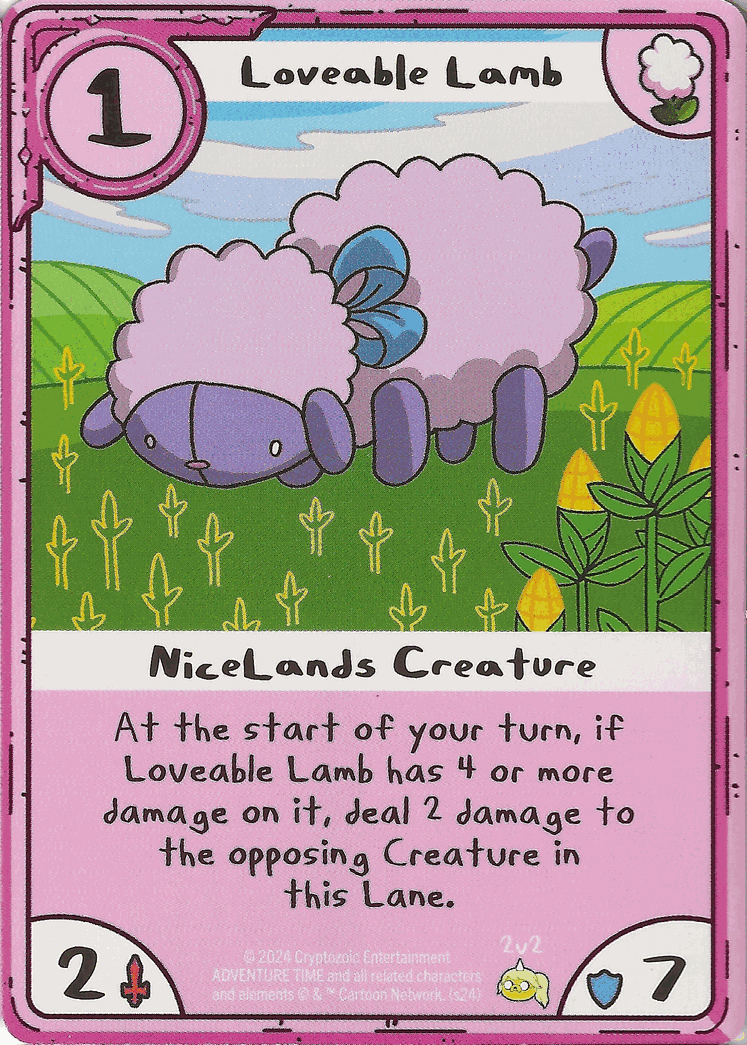 1
Loveable Lamb
NiceLands Creature
At the start of your turn, if
Loveable Lamb has 4 or more
damage on it, deal 2 damage to
the opposing Creature in
this Lane.
2
© 2024 Cryptozoic Entertainment
ADVENTURE TIME and all related characters
and elements © & ™ Cartoon Network. (s24)
2v2
7